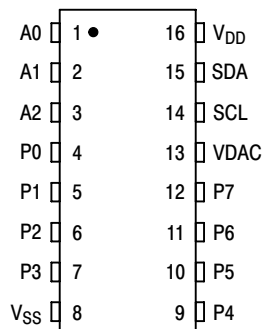 A0 1 16 VDD
A1 2 15 SDA
A2 3 14 SCL
P0 4 13 VDAC
P1 5 12 P7
P2 6 11 P6
P3 7 10 P5
VSS 8 9 P4